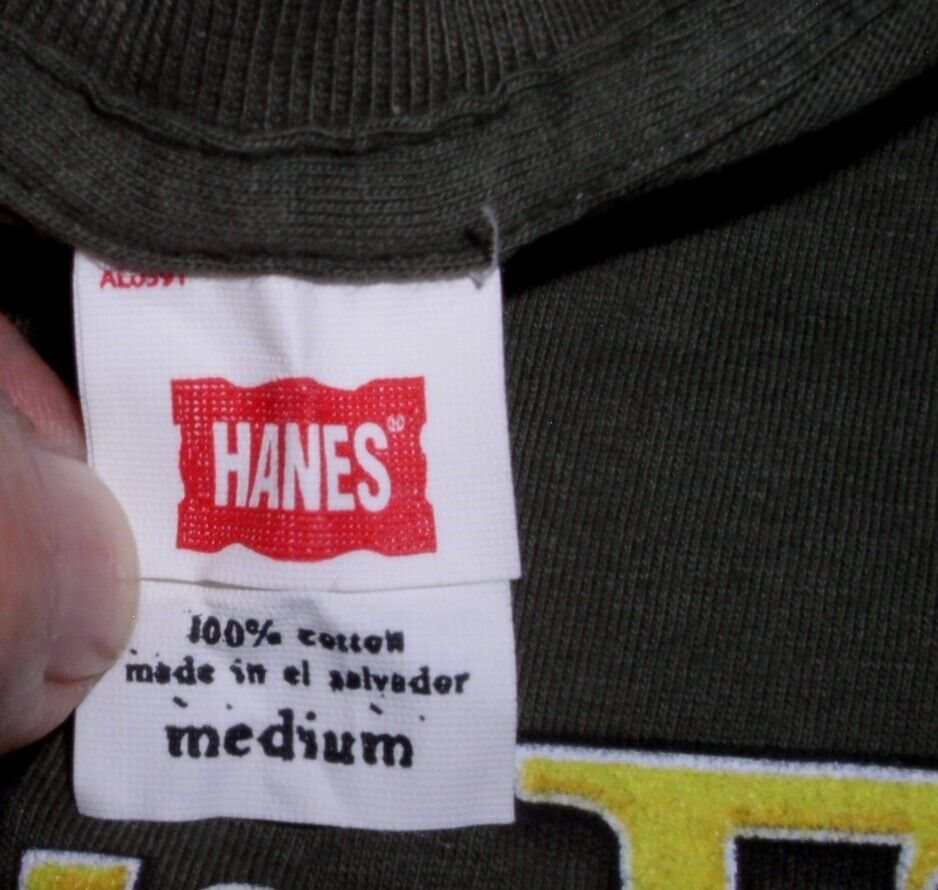 HANES®
100% cotton
made in el salvador
medium